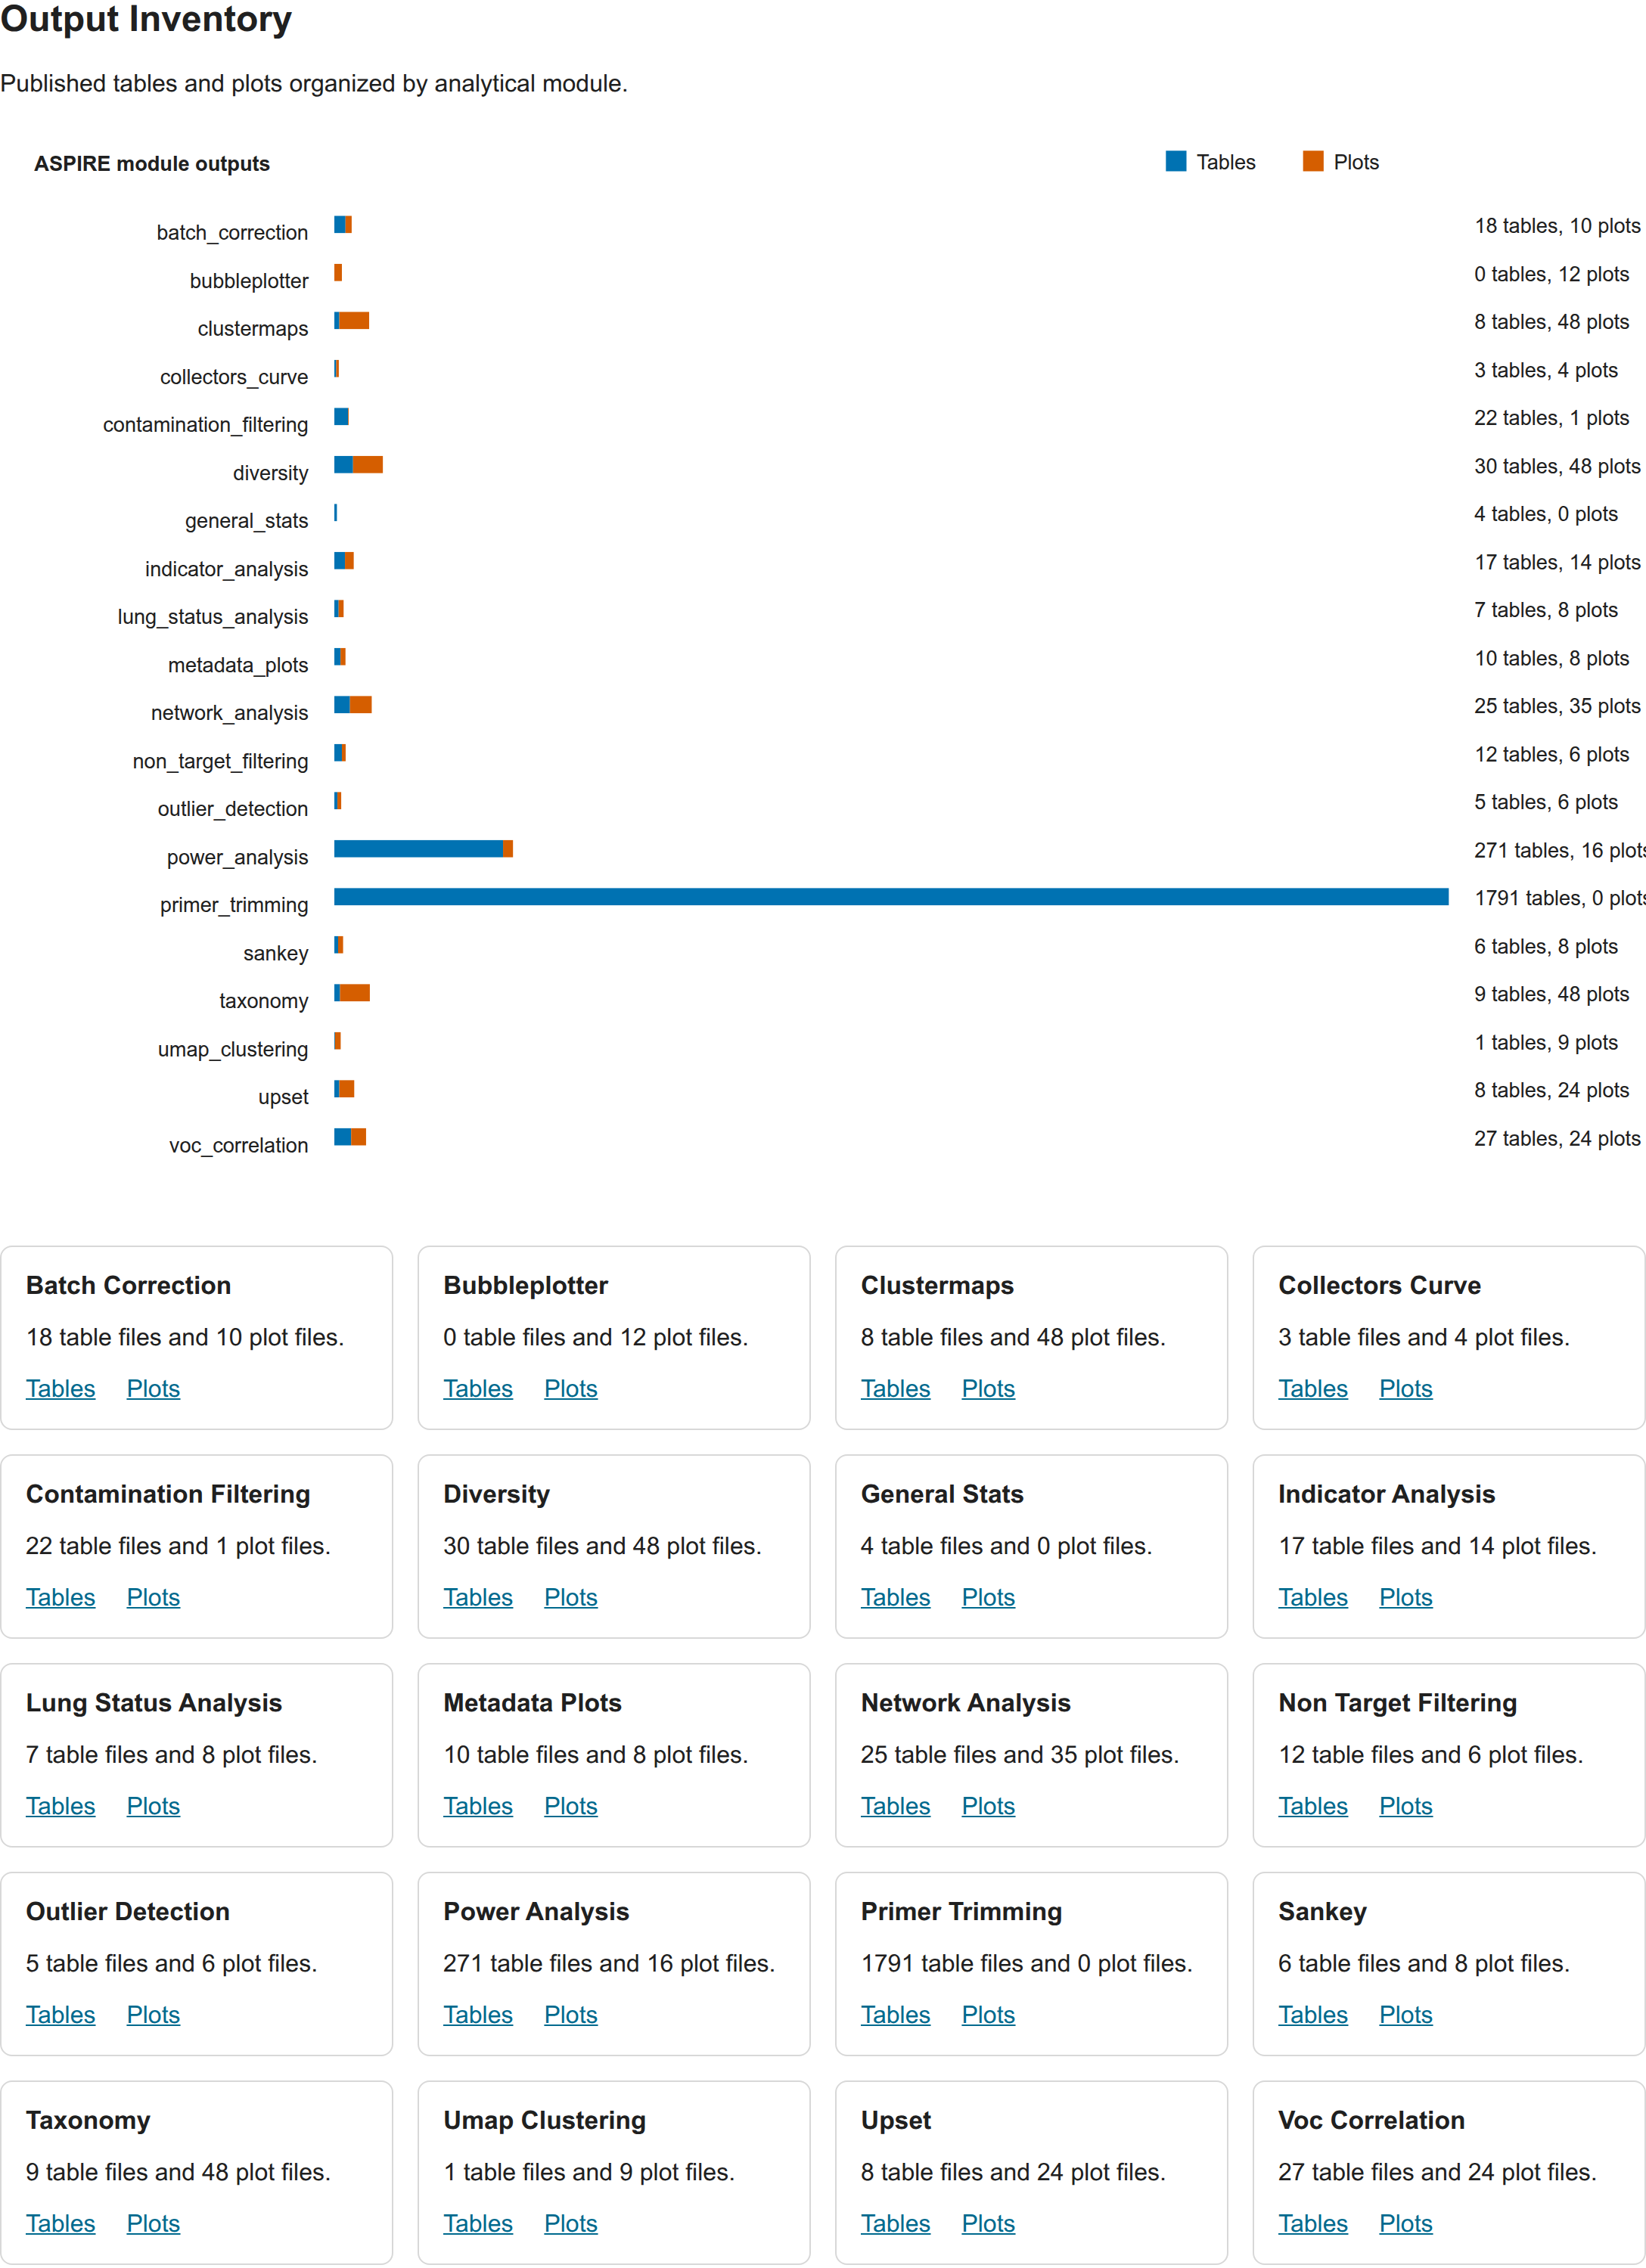 Output Inventory
Published tables and plots organized by analytical module.
ASPIRE module outputs
Tables Plots
batch_correction 18 tables, 10 plots
bubbleplotter 0 tables, 12 plots
clustermaps 8 tables, 48 plots
collectors_curve 3 tables, 4 plots
contamination_filtering 22 tables, 1 plots
diversity 30 tables, 48 plots
general_stats 4 tables, 0 plots
indicator_analysis 17 tables, 14 plots
lung_status_analysis 7 tables, 8 plots
metadata_plots 10 tables, 8 plots
network_analysis 25 tables, 35 plots
non_target_filtering 12 tables, 6 plots
outlier_detection 5 tables, 6 plots
power_analysis 271 tables, 16 plots
primer_trimming 1791 tables, 0 plots
sankey 6 tables, 8 plots
taxonomy 9 tables, 48 plots
umap_clustering 1 tables, 9 plots
upset 8 tables, 24 plots
voc_correlation 27 tables, 24 plots
Batch Correction
18 table files and 10 plot files.
Tables Plots
Bubbleplotter
0 table files and 12 plot files.
Tables Plots
Clustermaps
8 table files and 48 plot files.
Tables Plots
Collectors Curve
3 table files and 4 plot files.
Tables Plots
Contamination Filtering
22 table files and 1 plot files.
Tables Plots
Diversity
30 table files and 48 plot files.
Tables Plots
General Stats
4 table files and 0 plot files.
Tables Plots
Indicator Analysis
17 table files and 14 plot files.
Tables Plots
Lung Status Analysis
7 table files and 8 plot files.
Tables Plots
Metadata Plots
10 table files and 8 plot files.
Tables Plots
Network Analysis
25 table files and 35 plot files.
Tables Plots
Non Target Filtering
12 table files and 6 plot files.
Tables Plots
Outlier Detection
5 table files and 6 plot files.
Tables Plots
Power Analysis
271 table files and 16 plot files.
Tables Plots
Primer Trimming
1791 table files and 0 plot files.
Tables Plots
Sankey
6 table files and 8 plot files.
Tables Plots
Taxonomy
9 table files and 48 plot files.
Tables Plots
Umap Clustering
1 table files and 9 plot files.
Tables Plots
Upset
8 table files and 24 plot files.
Tables Plots
Voc Correlation
27 table files and 24 plot files.
Tables Plots